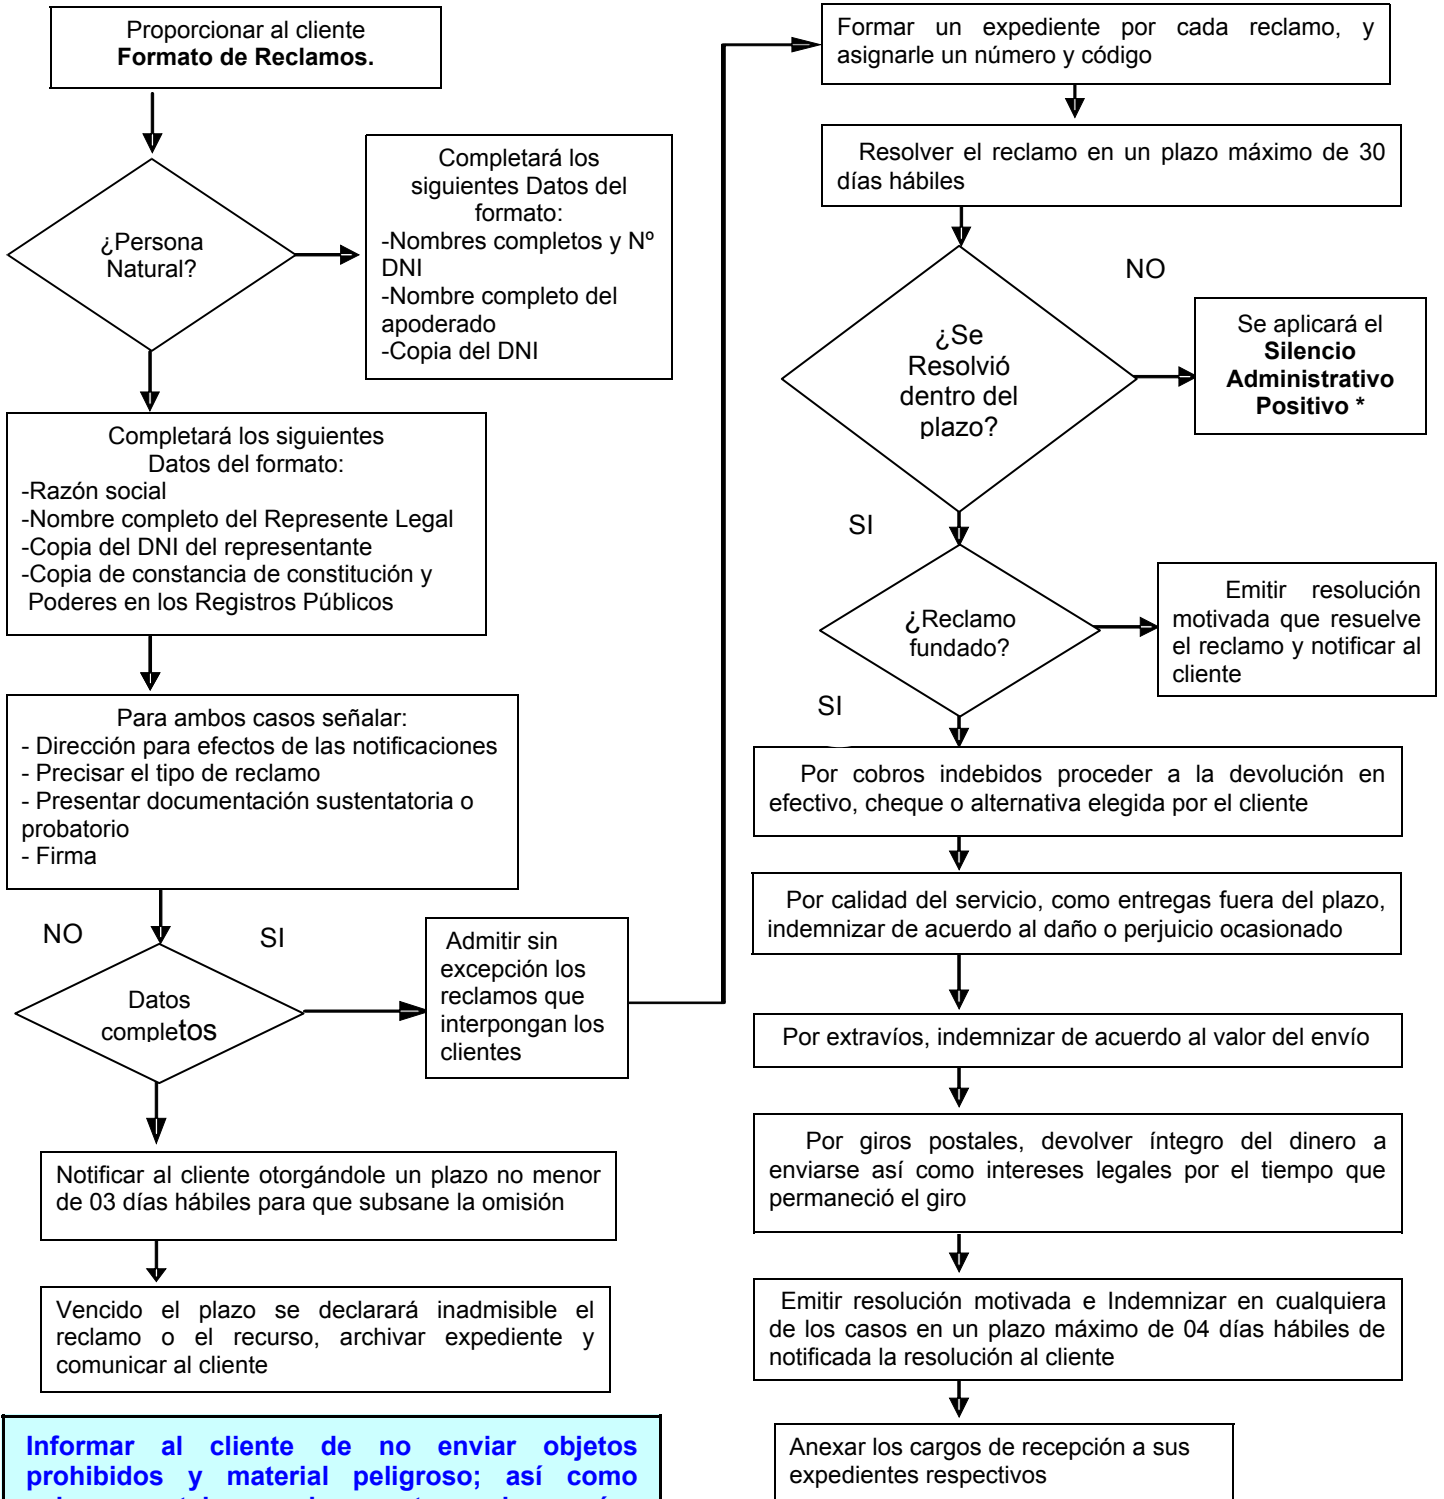 Proporcionar al cliente
Formato de Reclamos.
¿Persona
Natural?
Completará los
siguientes Datos del
formato:
-Nombres completos y Nº
DNI
-Nombre completo del
apoderado
-Copia del DNI
Completará los siguientes
Datos del formato:
-Razón social
-Nombre completo del Represente Legal
-Copia del DNI del representante
-Copia de constancia de constitución y
Poderes en los Registros Públicos
Para ambos casos señalar:
- Dirección para efectos de las notificaciones
- Precisar el tipo de reclamo
- Presentar documentación sustentatoria o
probatorio
- Firma
NO
SI
Datos
completos
Admitir sin
excepción los
reclamos que
interpongan los
clientes
Notificar al cliente otorgándole un plazo no menor
de 03 días hábiles para que subsane la omisión
Vencido el plazo se declarará inadmisible el
reclamo o el recurso, archivar expediente y
comunicar al cliente
Informar al cliente de no enviar objetos
prohibidos y material peligroso; así como
Formar un expediente por cada reclamo, y
asignarle un número y código
Resolver el reclamo en un plazo máximo de 30
días hábiles
¿Se
Resolvió
dentro del
plazo?
NO
Se aplicará el
Silencio
Administrativo
Positivo *
SI
¿Reclamo
fundado?
Emitir resolución
motivada que resuelve
el reclamo y notificar al
cliente
SI
Por cobros indebidos proceder a la devolución en
efectivo, cheque o alternativa elegida por el cliente
Por calidad del servicio, como entregas fuera del plazo,
indemnizar de acuerdo al daño o perjuicio ocasionado
Por extravíos, indemnizar de acuerdo al valor del envío
Por giros postales, devolver íntegro del dinero a
enviarse así como intereses legales por el tiempo que
permaneció el giro
Emitir resolución motivada e Indemnizar en cualquiera
de los casos en un plazo máximo de 04 días hábiles de
notificada la resolución al cliente
Anexar los cargos de recepción a sus
expedientes respectivos